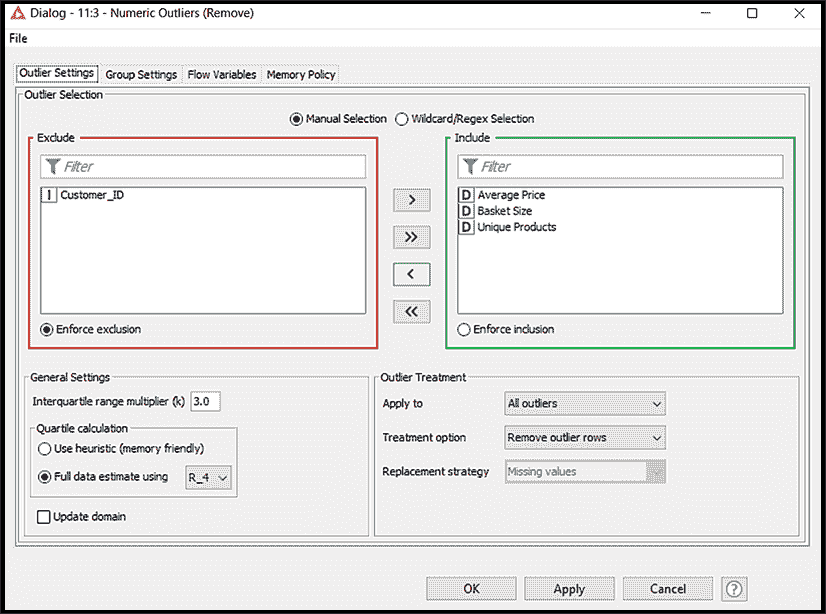 Dialog - 11:3 - Numeric Outliers (Remove)
File
Outlier Settings Group Settings Flow Variables Memory Policy
Outlier Selection
Manual Selection Wildcard/Regex Selection
Exclude
Include
Filter
Filter
I Customer_ID
D Average Price
D Basket Size
D Unique Products
>
>>
<
<<
Enforce exclusion
Enforce inclusion
General Settings
Interquartile range multiplier (k) 3.0
Quartile calculation
Use heuristic (memory friendly)
Full data estimate using R_4
Update domain
Outlier Treatment
Apply to All outliers
Treatment option Remove outlier rows
Replacement strategy Missing values
OK Apply Cancel ?